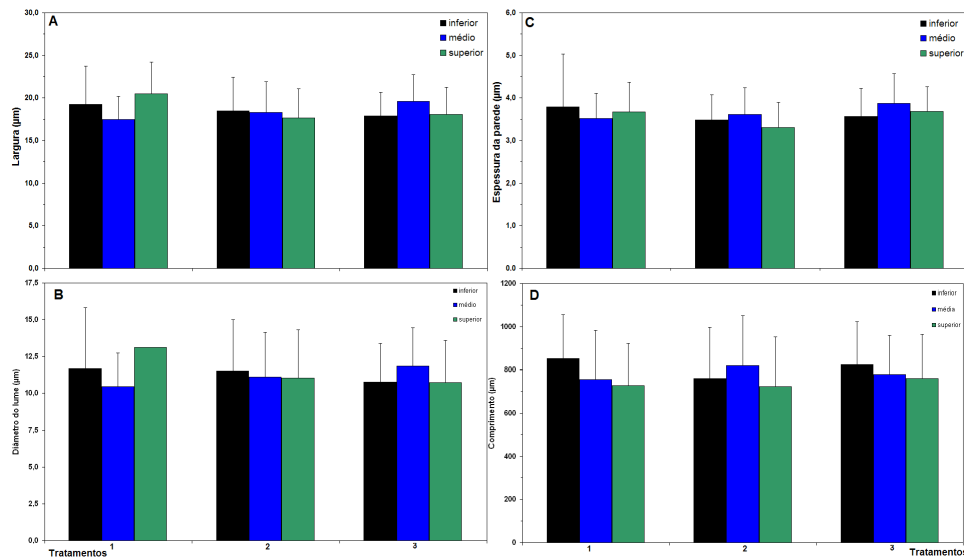 A
Largura (µm)
30,0
25,0
20,0
15,0
10,0
5,0
0,0
inferior
médio
superior
C
Espessura da parede (µm)
6,0
5,0
4,0
3,0
2,0
1,0
0,0
inferior
médio
superior
B
Diâmetro do lume (µm)
17,5
15,0
12,5
10,0
7,5
5,0
2,5
0,0
inferior
médio
superior
Tratamentos
1
2
3
D
Comprimento (µm)
1200
1000
800
600
400
200
0
inferior
média
superior
1
2
3
Tratamentos